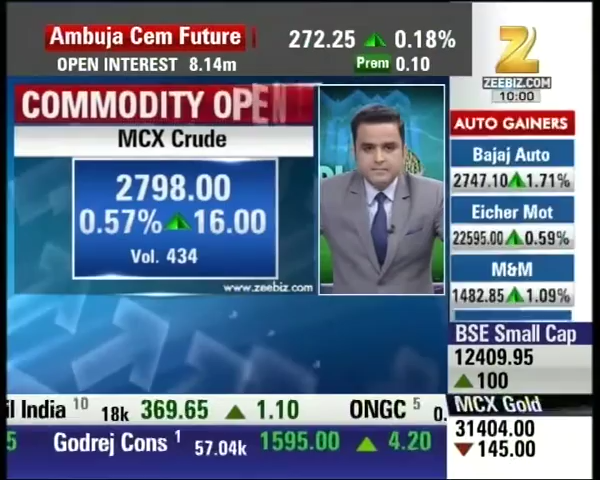 Ambuja Cem Future
272.25 0.18%
OPEN INTEREST 8.14m
Prem 0.10
ZEEBIZ.COM
10:00
COMMODITY OPEN
MCX Crude
2798.00
0.57% 16.00
Vol. 434
www.zeebiz.com
AUTO GAINERS
Bajaj Auto
2747.10 1.71%
Eicher Mot
22595.00 0.59%
M&M
1482.85 1.09%
BSE Small Cap
12409.95
100
MCX Gold
31404.00
145.00
il India 10 18k 369.65 1.10 ONGC 5 0.
5 Godrej Cons 1 57.04k 1595.00 4.20